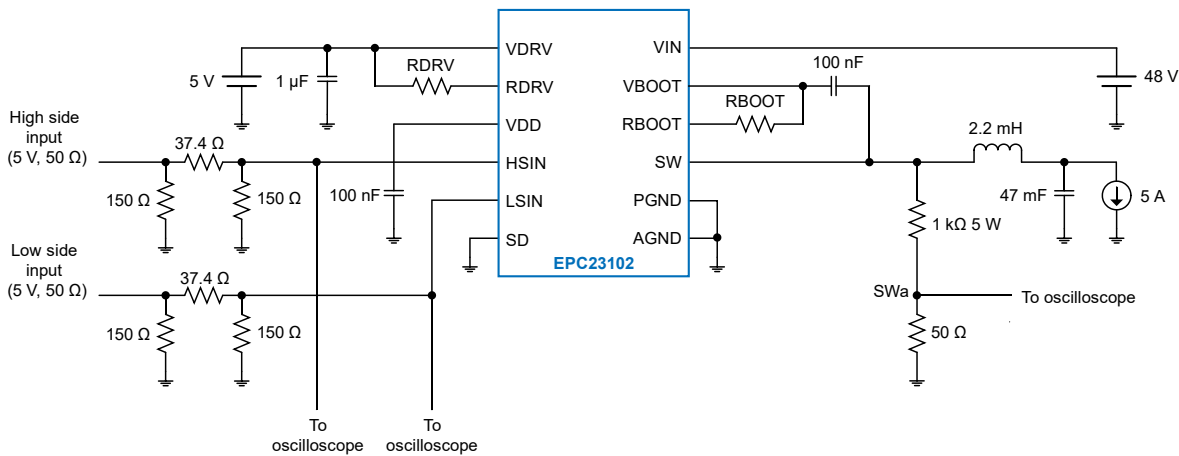 VDRV
VIN
RDRV
100 nF
5 V
1 µF
RDRV
VBOOT
48 V
RBOOT
High side
input
(5 V, 50 Ω)
VDD
RBOOT
2.2 mH
37.4 Ω
HSIN
SW
150 Ω
150 Ω
100 nF
LSIN
PGND
47 mF
5 A
1 kΩ 5 W
SD
AGND
Low side
input
(5 V, 50 Ω)
EPC23102
37.4 Ω
SWa
To oscilloscope
150 Ω
150 Ω
50 Ω
To
oscilloscope
To
oscilloscope